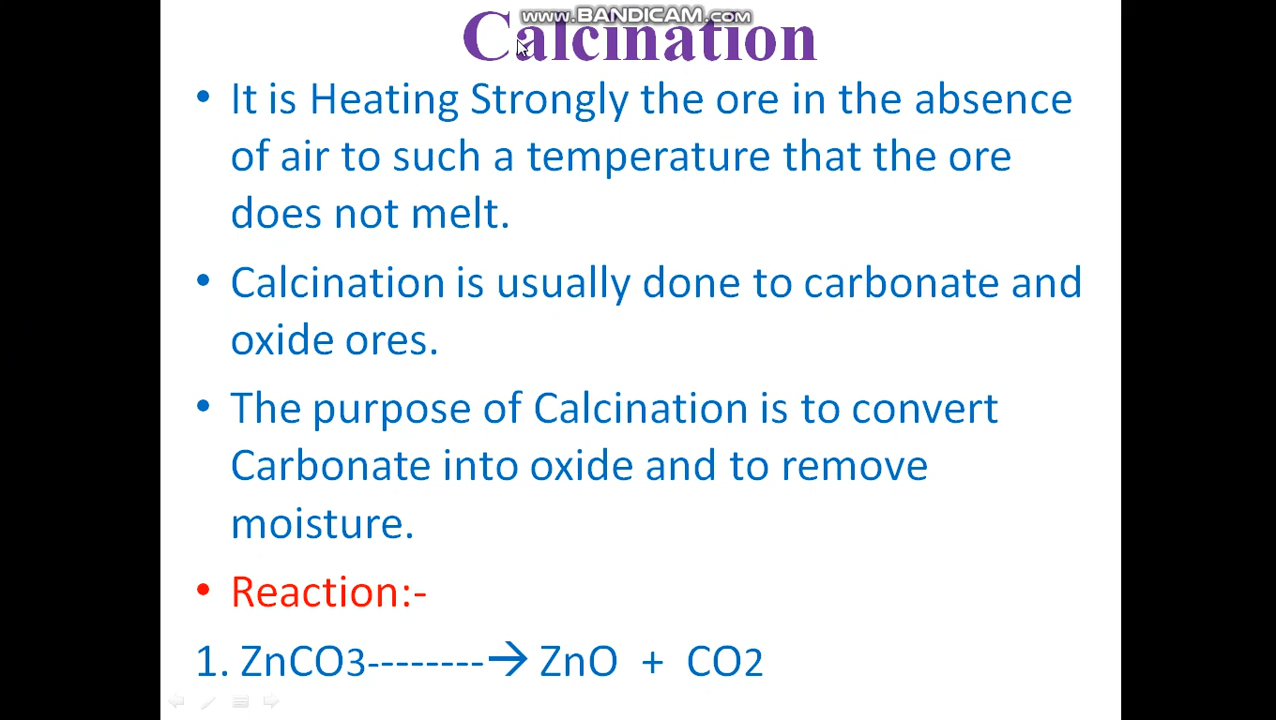 www.BANDICAM.com
Calcination
• It is Heating Strongly the ore in the absence
of air to such a temperature that the ore
does not melt.
• Calcination is usually done to carbonate and
oxide ores.
• The purpose of Calcination is to convert
Carbonate into oxide and to remove
moisture.
• Reaction:-
1. ZnCO3--------→ ZnO + CO2